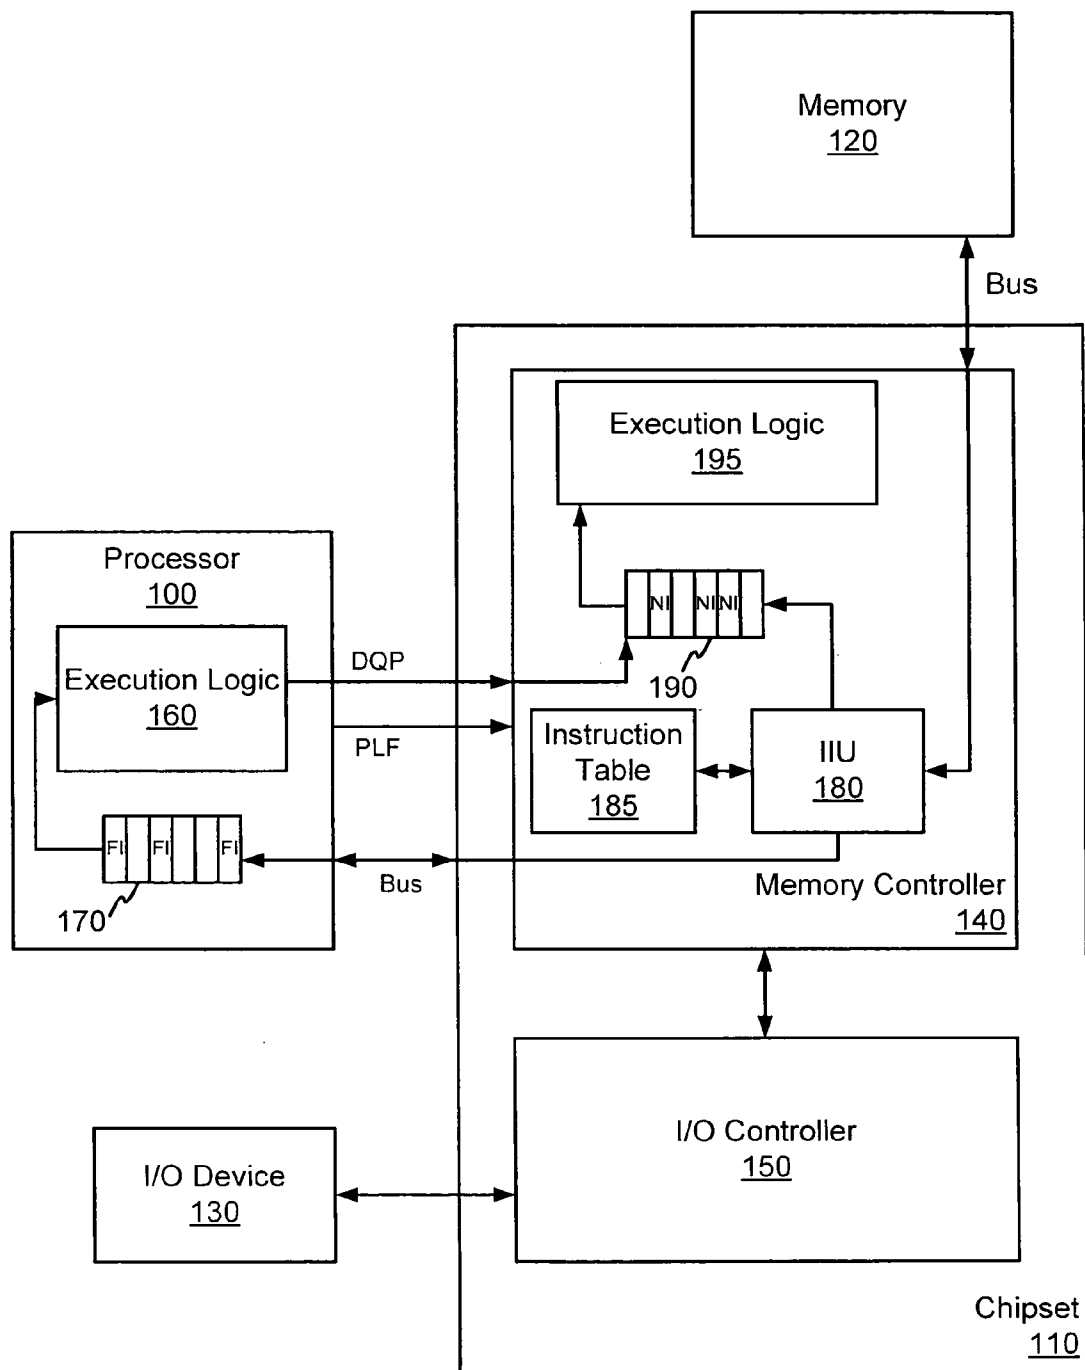 Memory
120
Bus
Execution Logic
195
Processor
100
NI NI NI
190
Execution Logic
160
DQP
PLF
Instruction
Table
185
IIU
180
FI FI FI
170
Bus
Memory Controller
140
I/O Controller
150
I/O Device
130
Chipset
110